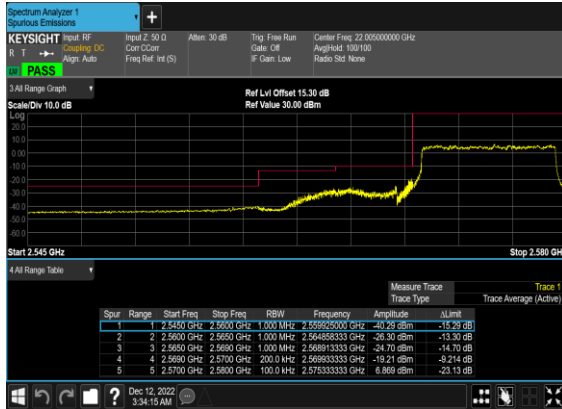 Spectrum Analyzer 1
Spurious Emissions
+
KEYSIGHT Input: RF Input Z: 50 Ω Atten: 30 dB Trig: Free Run Center Freq: 22.005000000 GHz
R T Coupling: DC Corr CCorr Gate: Off Avg|Hold: 100/100
Align: Auto Freq Ref: Int (S) IF Gain: Low Radio Std: None
PASS
3 All Range Graph
Ref Lvl Offset 15.30 dB
Scale/Div 10.0 dB Ref Value 30.00 dBm
Log
20.0
10.0
0.00
-10.0
-20.0
-30.0
-40.0
-50.0
-60.0
Start 2.545 GHz Stop 2.580 GH
4 All Range Table
Measure Trace Trace 1
Trace Type Trace Average (Active)
Spur Range Start Freq Stop Freq RBW Frequency Amplitude ΔLimit
1 1 2.5450 GHz 2.5600 GHz 1.000 MHz 2.559925000 GHz -40.29 dBm -15.29 dB
2 2 2.5600 GHz 2.5650 GHz 1.000 MHz 2.564858333 GHz -26.30 dBm -13.30 dB
3 3 2.5650 GHz 2.5690 GHz 1.000 MHz 2.568913333 GHz -24.70 dBm -14.70 dB
4 4 2.5690 GHz 2.5700 GHz 200.0 kHz 2.569933333 GHz -19.21 dBm -9.214 dB
5 5 2.5700 GHz 2.5800 GHz 100.0 kHz 2.575333333 GHz 6.869 dBm -23.13 dB
? Dec 12, 2022
3:34:15 AM